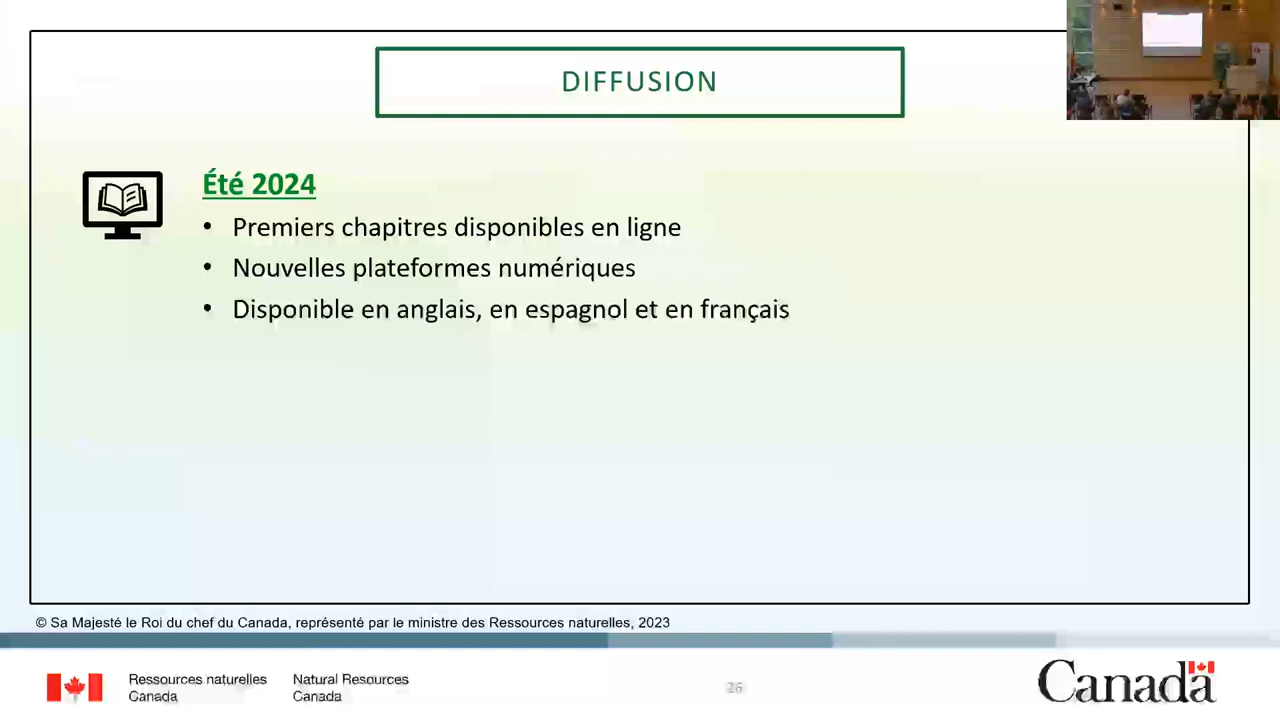 DIFFUSION
Été 2024
• Premiers chapitres disponibles en ligne
• Nouvelles plateformes numériques
• Disponible en anglais, en espagnol et en français
© Sa Majesté le Roi du chef du Canada, représenté par le ministre des Ressources naturelles, 2023
Ressources naturelles
Canada
Natural Resources
Canada
26
Canada